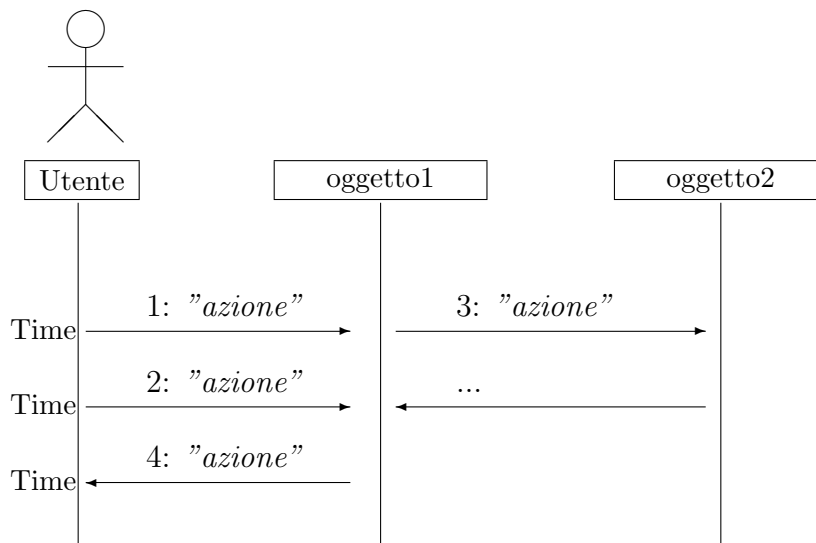 Utente oggetto1 oggetto2
1: ”azione” 3: ”azione”
Time
2: ”azione” ...
Time
4: ”azione”
Time